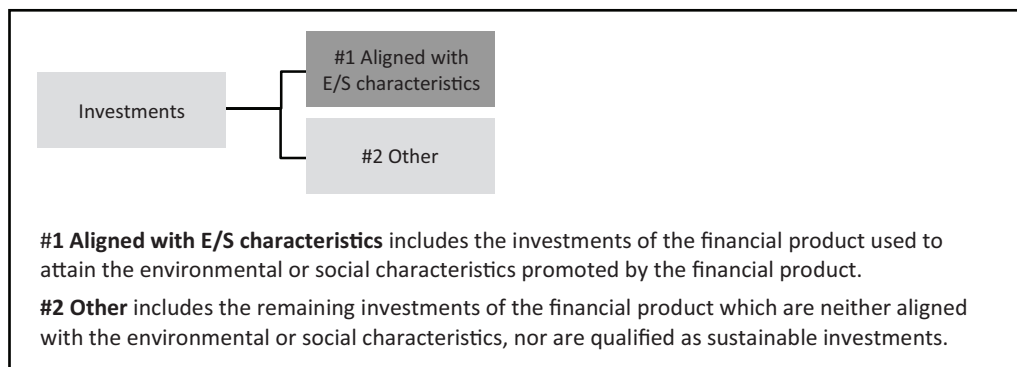 #1 Aligned with
E/S characteristics
Investments
#2 Other
#1 Aligned with E/S characteristics includes the investments of the financial product used to
attain the environmental or social characteristics promoted by the financial product.
#2 Other includes the remaining investments of the financial product which are neither aligned
with the environmental or social characteristics, nor are qualified as sustainable investments.